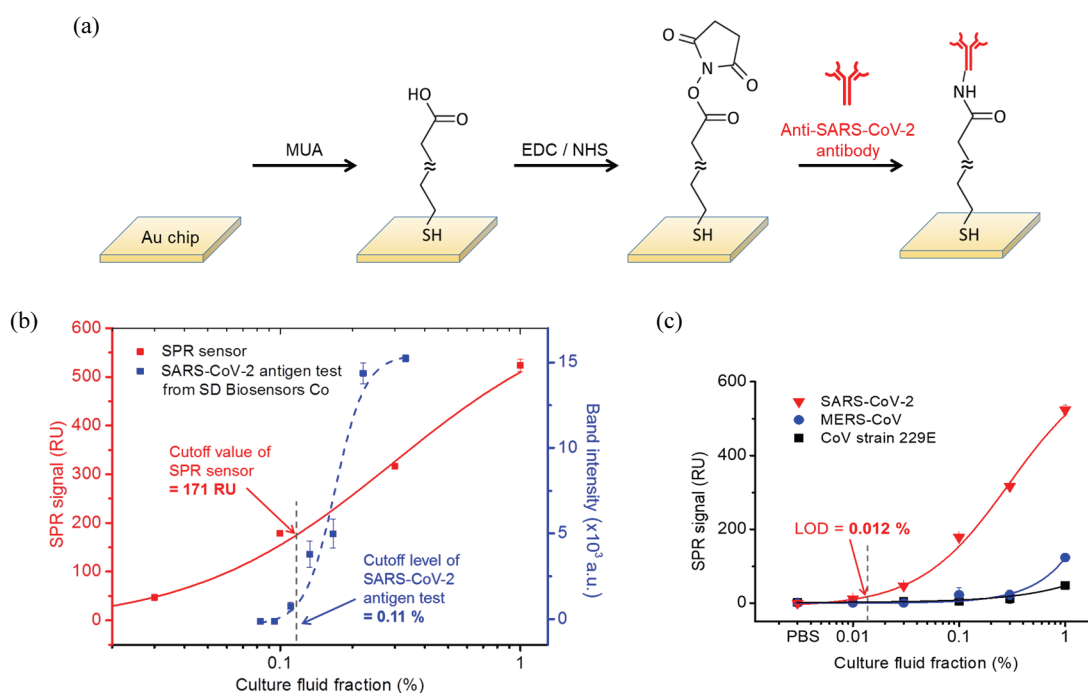 (a)
Au chip
MUA
HO
O
SH
EDC / NHS
O
N
O
O
O
SH
Anti-SARS-CoV-2
antibody
NH
O
SH
(b)
600
500
400
300
200
100
0
SPR signal (RU)
SPR sensor
SARS-CoV-2 antigen test
from SD Biosensors Co
Cutoff value of
SPR sensor
= 171 RU
Cutoff level of
SARS-CoV-2
antigen test
= 0.11 %
15
10
5
0
Band intensity (x10³ a.u.)
0.1
1
Culture fluid fraction (%)
(c)
600
400
200
0
SPR signal (RU)
SARS-CoV-2
MERS-CoV
CoV strain 229E
LOD = 0.012 %
PBS
0.01
0.1
1
Culture fluid fraction (%)